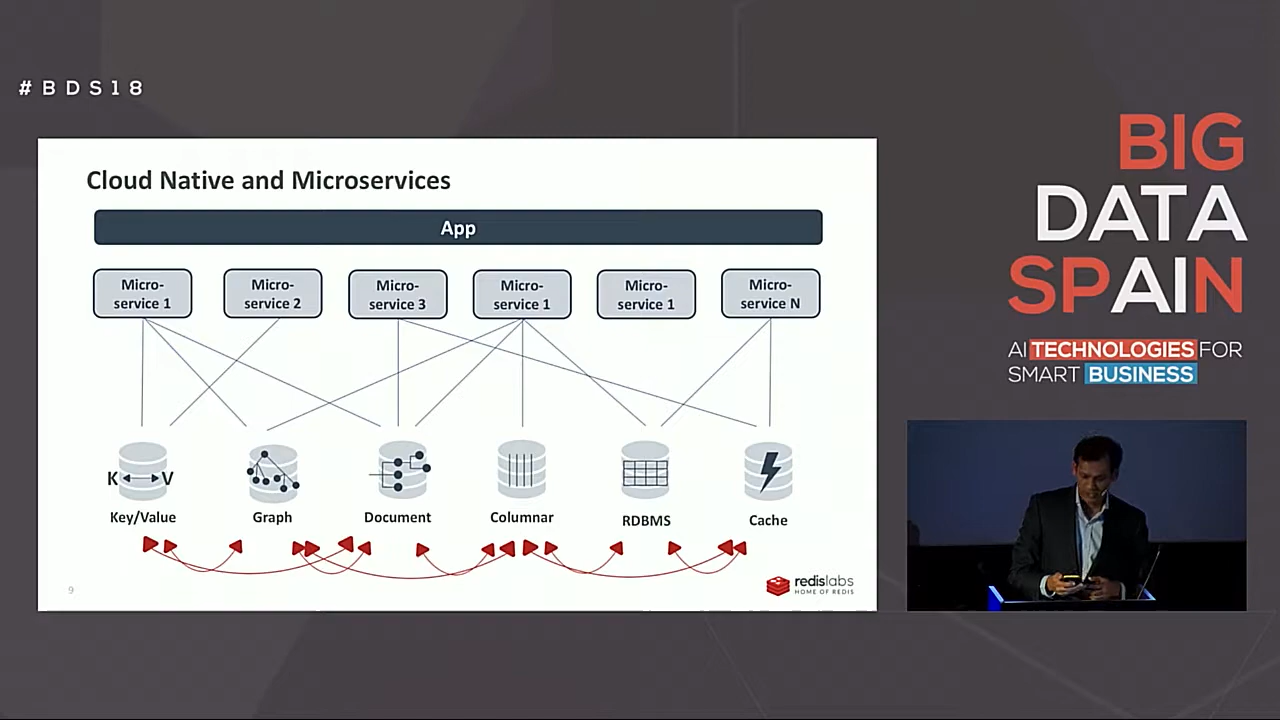 #BDS18
Cloud Native and Microservices
App
Micro-
service 1
Micro-
service 2
Micro-
service 3
Micro-
service 1
Micro-
service 1
Micro-
service N
K V
Key/Value
Graph
Document
Columnar
RDBMS
Cache
9
redislabs
HOME OF REDIS
BIG
DATA
SPAIN
AI TECHNOLOGIES FOR
SMART BUSINESS